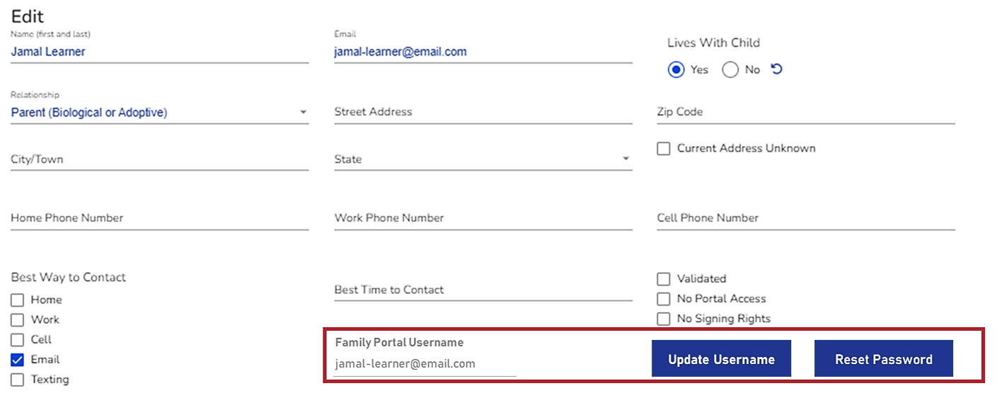 Edit
Name (first and last)
Jamal Learner
Email
jamal-learner@email.com
Lives With Child
Yes No
Relationship
Parent (Biological or Adoptive)
Street Address
Zip Code
City/Town
State
Current Address Unknown
Home Phone Number
Work Phone Number
Cell Phone Number
Best Way to Contact
Home
Work
Cell
Email
Texting
Best Time to Contact
Validated
No Portal Access
No Signing Rights
Family Portal Username
jamal-learner@email.com
Update Username
Reset Password